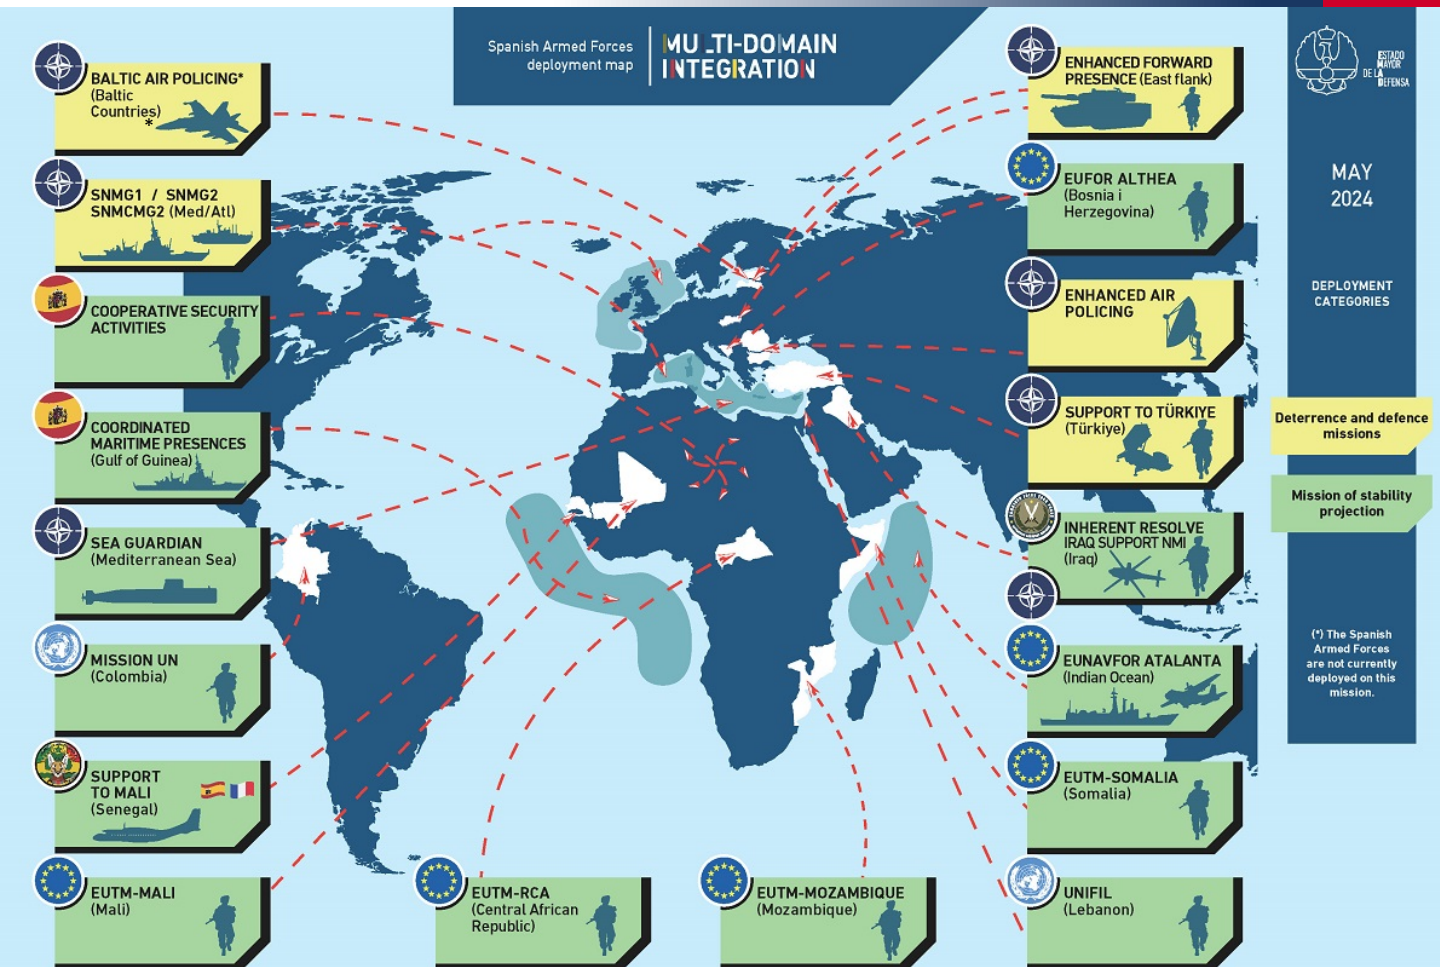 Spanish Armed Forces
deployment map
MULTI-DOMAIN
INTEGRATION
BALTIC AIR POLICING*
(Baltic
Countries)
*
SNMG1 / SNMG2
SNMCMG2 (Med/Atl)
COOPERATIVE SECURITY
ACTIVITIES
COORDINATED
MARITIME PRESENCES
(Gulf of Guinea)
SEA GUARDIAN
(Mediterranean Sea)
MISSION UN
(Colombia)
SUPPORT
TO MALI
(Senegal)
EUTM-MALI
(Mali)
EUTM-RCA
(Central African
Republic)
EUTM-MOZAMBIQUE
(Mozambique)
ENHANCED FORWARD
PRESENCE (East flank)
EUFOR ALTHEA
(Bosnia i
Herzegovina)
ENHANCED AIR
POLICING
SUPPORT TO TÜRKIYE
(Türkiye)
INHERENT RESOLVE
IRAQ SUPPORT NMI
(Iraq)
EUNAVFOR ATALANTA
(Indian Ocean)
EUTM-SOMALIA
(Somalia)
UNIFIL
(Lebanon)
ESTADO
MAYOR
DE LA DEFENSA
MAY
2024
DEPLOYMENT
CATEGORIES
Deterrence and defence
missions
Mission of stability
projection
(*) The Spanish
Armed Forces
are not currently
deployed on this
mission.